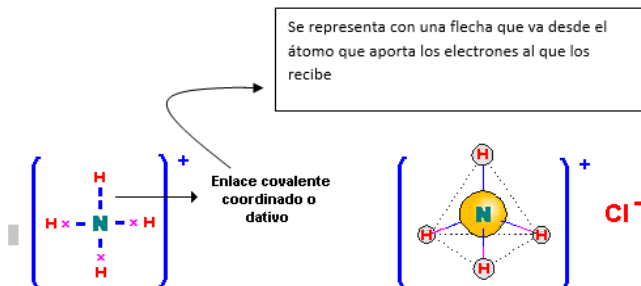 Se representa con una flecha que va desde el
átomo que aporta los electrones al que los
recibe
Enlace covalente
coordinado o
dativo
H
+
H × N × H
×
H
H
+
N
H H
H
Cl⁻